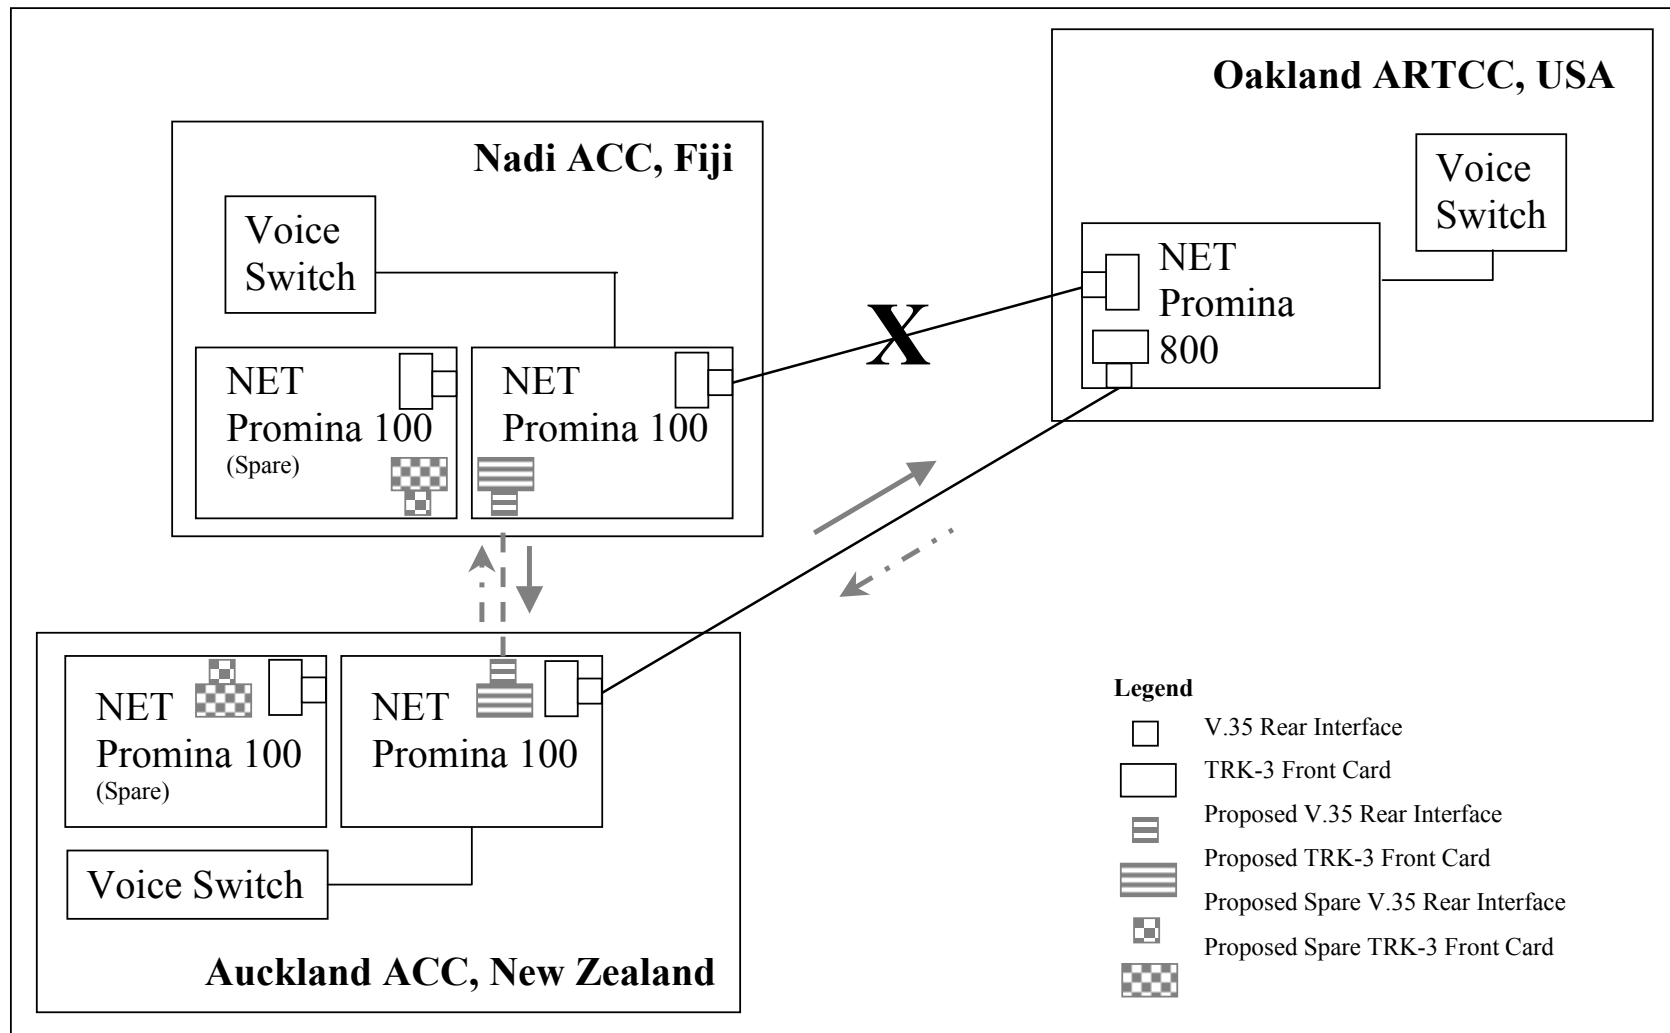 Oakland ARTCC, USA
Voice
Switch
NET
Promina
800
Nadi ACC, Fiji
Voice
Switch
NET
Promina 100
(Spare)
NET
Promina 100
X
NET
Promina 100
(Spare)
NET
Promina 100
Voice Switch
Auckland ACC, New Zealand
Legend
V.35 Rear Interface
TRK-3 Front Card
Proposed V.35 Rear Interface
Proposed TRK-3 Front Card
Proposed Spare V.35 Rear Interface
Proposed Spare TRK-3 Front Card